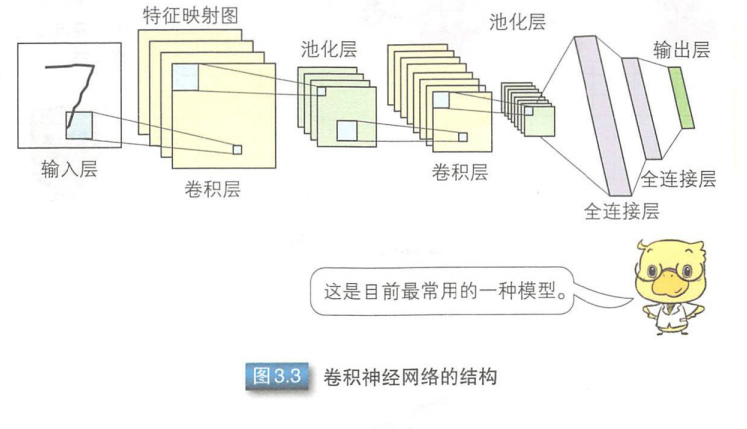 特征映射图
池化层
池化层
输出层
输入层
卷积层
卷积层
全连接层
全连接层
这是目前最常用的一种模型。
图3.3 卷积神经网络的结构